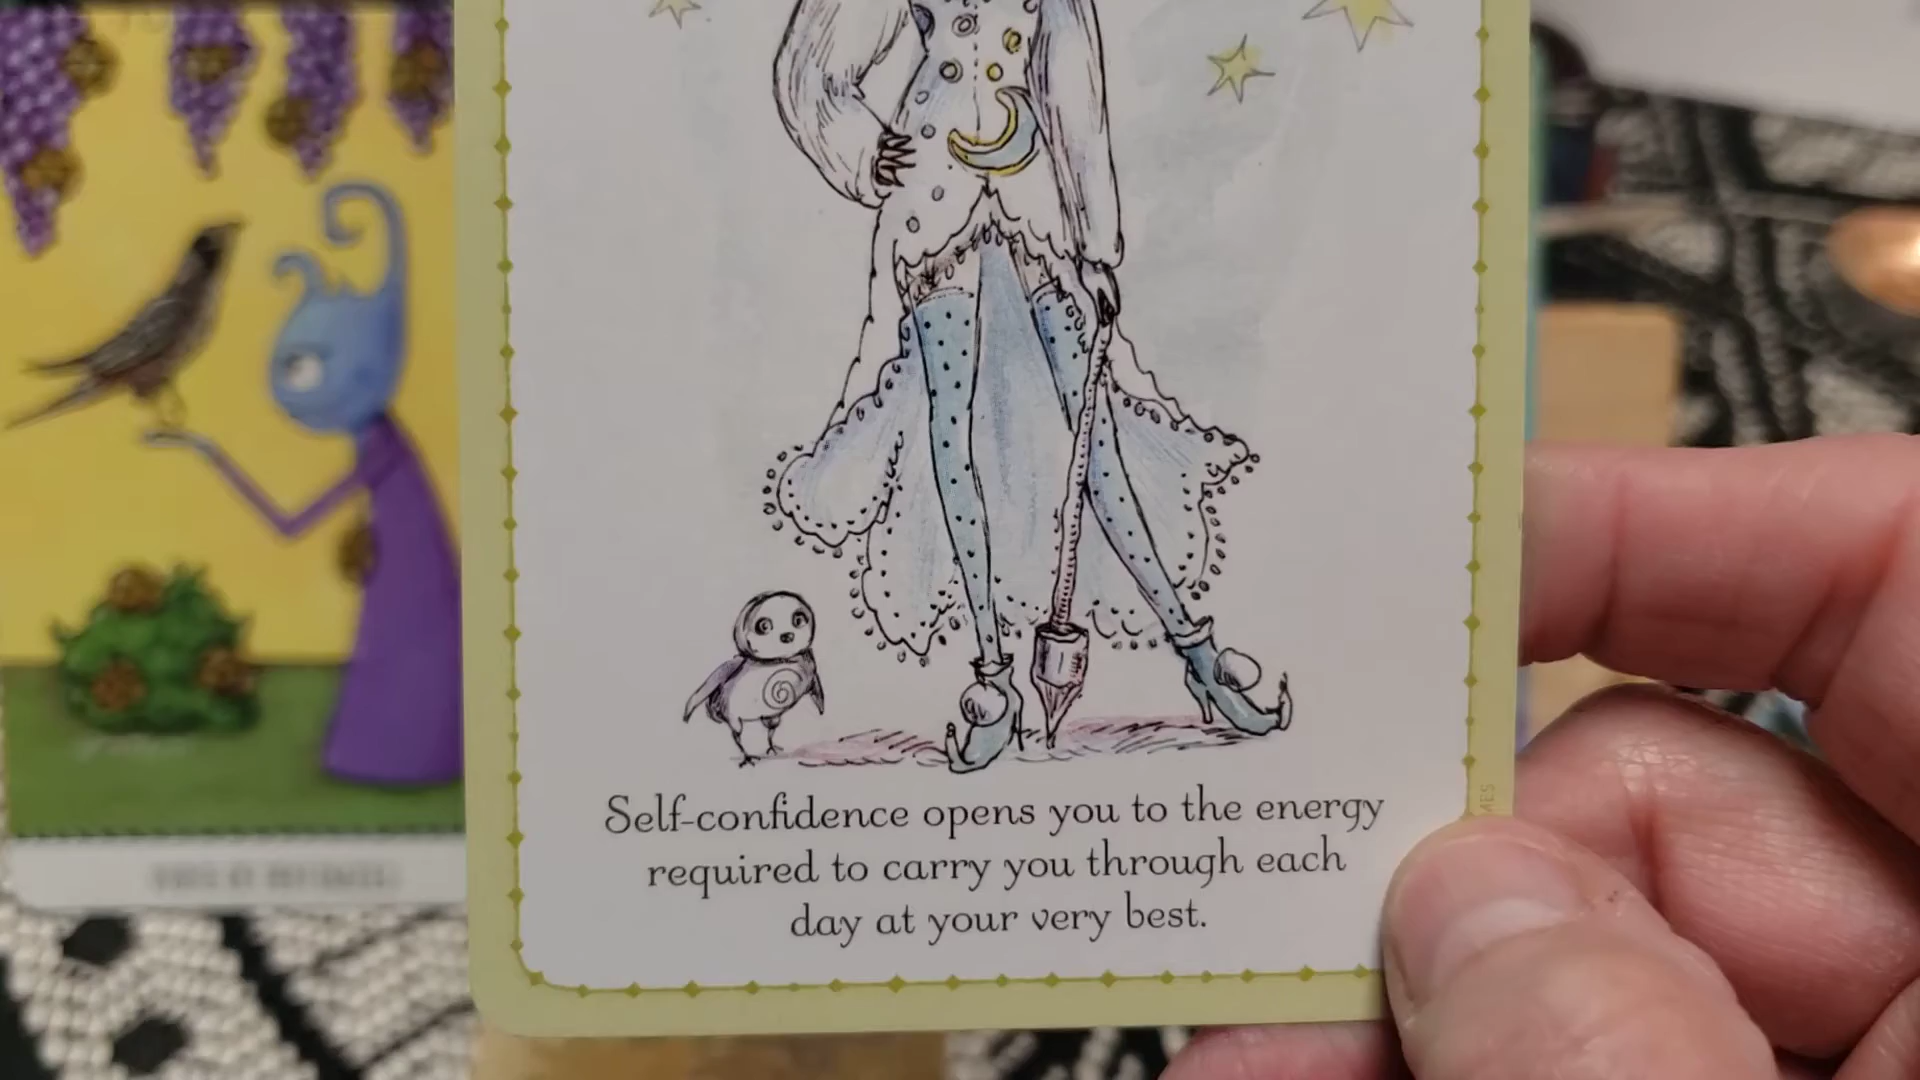 Self-confidence opens you to the energy
required to carry you through each
day at your very best.